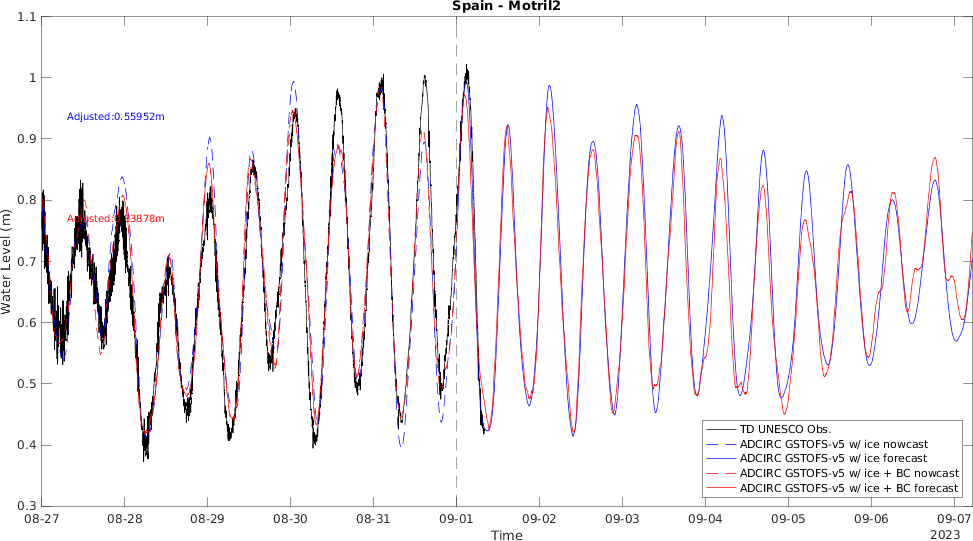 Spain - Motril2
1.1
1
0.9
0.8
0.7
0.6
0.5
0.4
0.3
Water Level (m)
Adjusted:0.55952m
08-27
08-28
08-29
08-30
08-31
09-01
09-02
09-03
09-04
09-05
09-06
09-07
2023
Time
TD UNESCO Obs.
ADCIRC GSTOFS-v5 w/ ice nowcast
ADCIRC GSTOFS-v5 w/ ice forecast
ADCIRC GSTOFS-v5 w/ ice + BC nowcast
ADCIRC GSTOFS-v5 w/ ice + BC forecast